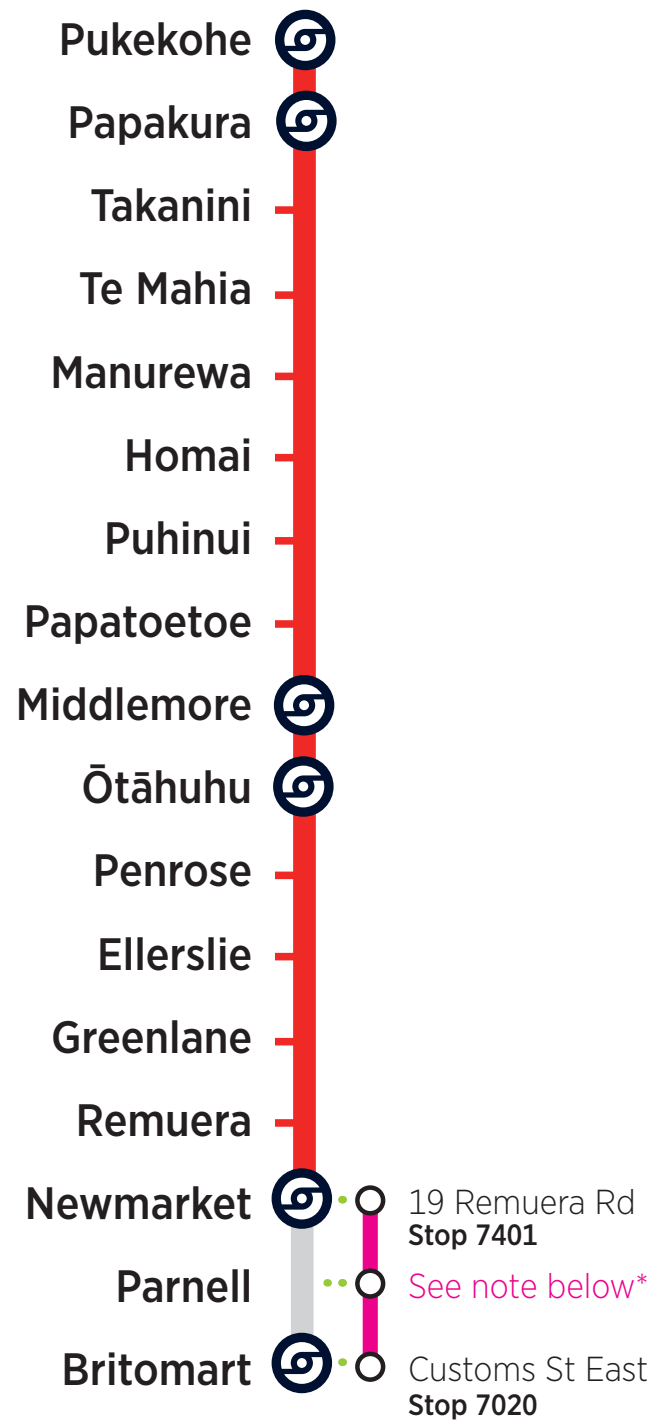 Pukekohe
Papakura
Takanini
Te Mahia
Manurewa
Homai
Puhinui
Papatoetoe
Middlemore
Ōtāhuhu
Penrose
Ellerslie
Greenlane
Remuera
Newmarket
19 Remuera Rd
Stop 7401
Parnell
See note below*
Britomart
Customs St East
Stop 7020